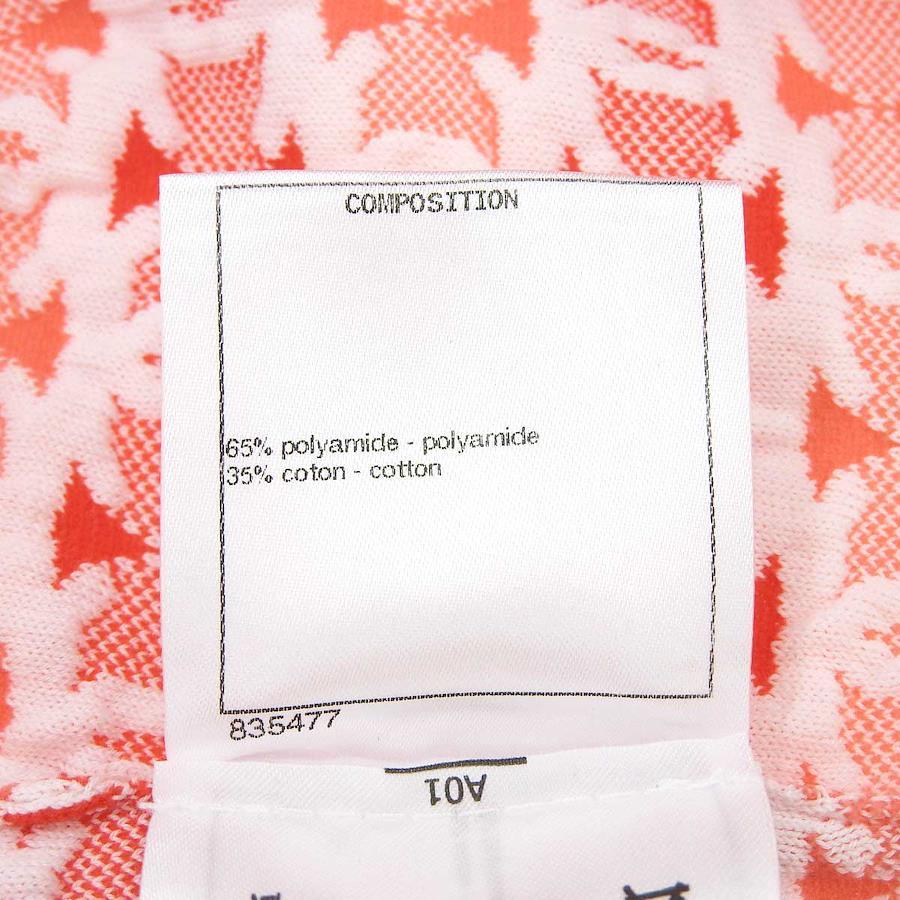 COMPOSITION
65% polyamide - polyamide
35% coton - cotton
835477
A01